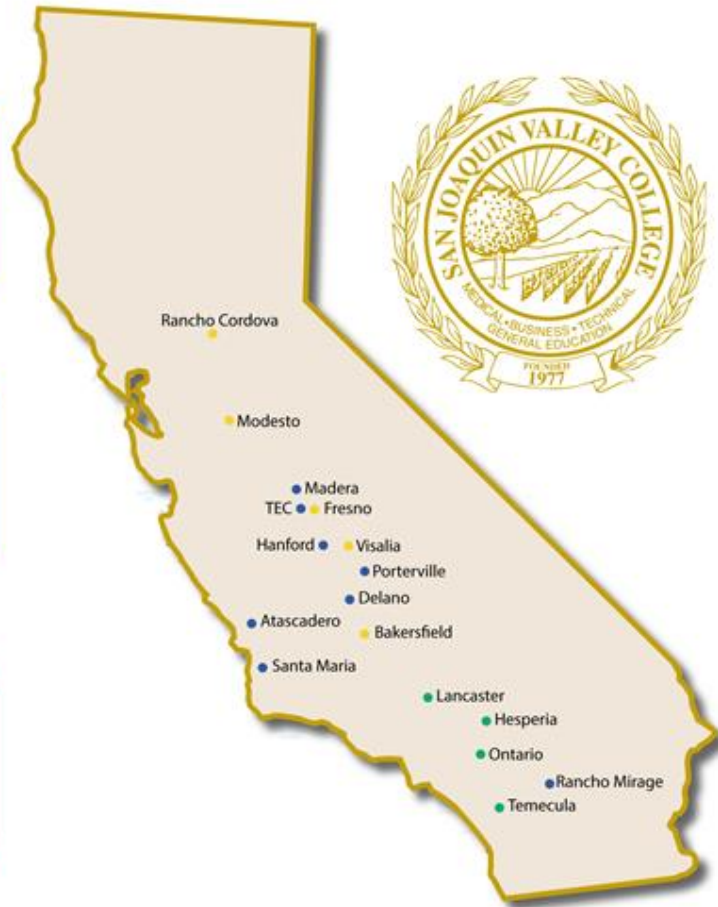 SAN JOAQUIN VALLEY COLLEGE
MEDICAL • BUSINESS • TECHNICAL
GENERAL EDUCATION
FOUNDED
1977
Rancho Cordova
Modesto
Madera
TEC Fresno
Hanford Visalia
Porterville
Delano
Atascadero
Bakersfield
Santa Maria
Lancaster
Hesperia
Ontario
Rancho Mirage
Temecula